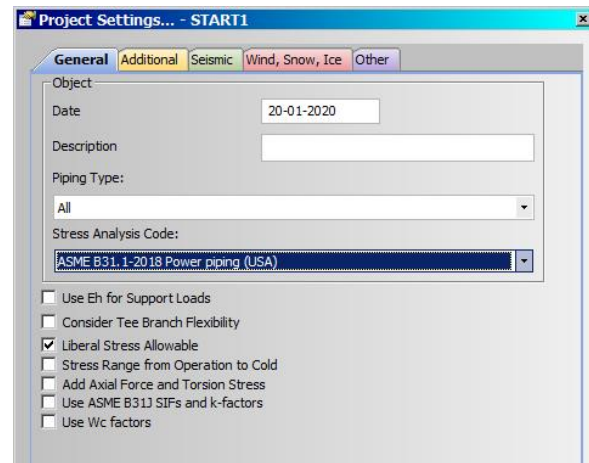 Project Settings... - START1
General Additional Seismic Wind, Snow, Ice Other
Object
Date 20-01-2020
Description
Piping Type:
All
Stress Analysis Code:
ASME B31.1-2018 Power piping (USA)
Use Eh for Support Loads
Consider Tee Branch Flexibility
Liberal Stress Allowable
Stress Range from Operation to Cold
Add Axial Force and Torsion Stress
Use ASME B31J SIFs and k-factors
Use Wc factors